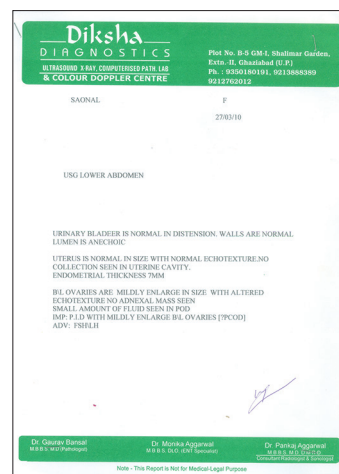 Diksha
DIAGNOSTICS
ULTRASOUND X RAY, COMPUTERISED PATH. LAB
& COLOUR DOPPLER CENTRE
Plot No. B-5 GM-I, Shalimar Garden,
Extn.-II, Ghaziabad (U.P.)
Ph. : 9350180191, 9213888389
9212762012
SAONAL F
27/03/10
USG LOWER ABDOMEN
URINARY BLADEER IS NORMAL IN DISTENSION. WALLS ARE NORMAL
LUMEN IS ANECHOIC
UTERUS IS NORMAL IN SIZE WITH NORMAL ECHOTEXTURE.NO
COLLECTION SEEN IN UTERINE CAVITY.
ENDOMETRIAL THICKNESS 7MM
B\L OVARIES ARE MILDLY ENLARGE IN SIZE WITH ALTERED
ECHOTEXTURE NO ADNEXAL MASS SEEN
SMALL AMOUNT OF FLUID SEEN IN POD
IMP: P.I.D WITH MILDLY ENLARGE B\L OVARIES [?PCOD]
ADV: FSH\LH
Dr. Gaurav Bansal Dr. Monika Aggarwal Dr. Pankaj Aggarwal
M.B.B.S, M.D (Pathologist) M.B.B.S, DLO, (ENT Specialist) M.B.B.S, M.D,
Consultant Radiologist & Sonologist
Note - This Report is Not for Medical-Legal Purpose